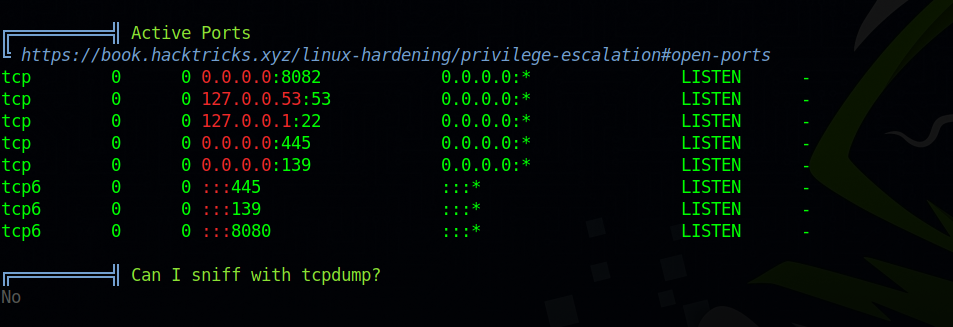 Active Ports
https://book.hacktricks.xyz/linux-hardening/privilege-escalation#open-ports
tcp 0 0 0.0.0.0:8082 0.0.0.0:* LISTEN -
tcp 0 0 127.0.0.53:53 0.0.0.0:* LISTEN -
tcp 0 0 127.0.0.1:22 0.0.0.0:* LISTEN -
tcp 0 0 0.0.0.0:445 0.0.0.0:* LISTEN -
tcp 0 0 0.0.0.0:139 0.0.0.0:* LISTEN -
tcp6 0 0 :::445 :::* LISTEN -
tcp6 0 0 :::139 :::* LISTEN -
tcp6 0 0 :::8080 :::* LISTEN -
Can I sniff with tcpdump?
No